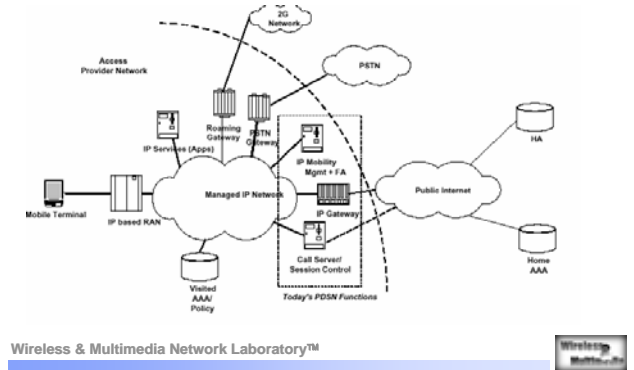 2G
Network
Access
Provider Network
PSTN
Roaming
Gateway
PSTN
Gateway
IP Services (Apps)
HA
IP Mobility
Mgmt + FA
Managed IP Network
Public Internet
Mobile Terminal
IP based RAN
IP Gateway
Call Server/
Session Control
Home
AAA
Visited
AAA/
Policy
Today's PDSN Functions
Wireless & Multimedia Network Laboratory™
Wireless
Multimedia